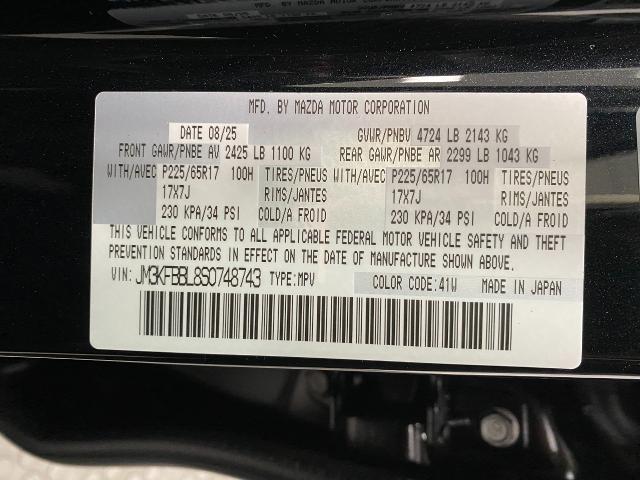 MFD. BY MAZDA MOTOR CORPORATION
DATE 08/25 GVWR/PNBV 4724 LB 2143 KG
FRONT GAWR/PNBE AV 2425 LB 1100 KG REAR GAWR/PNBE AR 2299 LB 1043 KG
WITH/AVEC P225/65R17 100H TIRES/PNEUS WITH/AVEC P225/65R17 100H TIRES/PNEUS
17X7J RIMS/JANTES 17X7J RIMS/JANTES
230 KPA/34 PSI COLD/A FROID 230 KPA/34 PSI COLD/A FROID
THIS VEHICLE CONFORMS TO ALL APPLICABLE FEDERAL MOTOR VEHICLE SAFETY AND THEFT
PREVENTION STANDARDS IN EFFECT ON THE DATE OF MANUFACTURE SHOWN ABOVE.
VIN: JM3KFBBL8S0748743 TYPE: MPV COLOR CODE: 41W MADE IN JAPAN